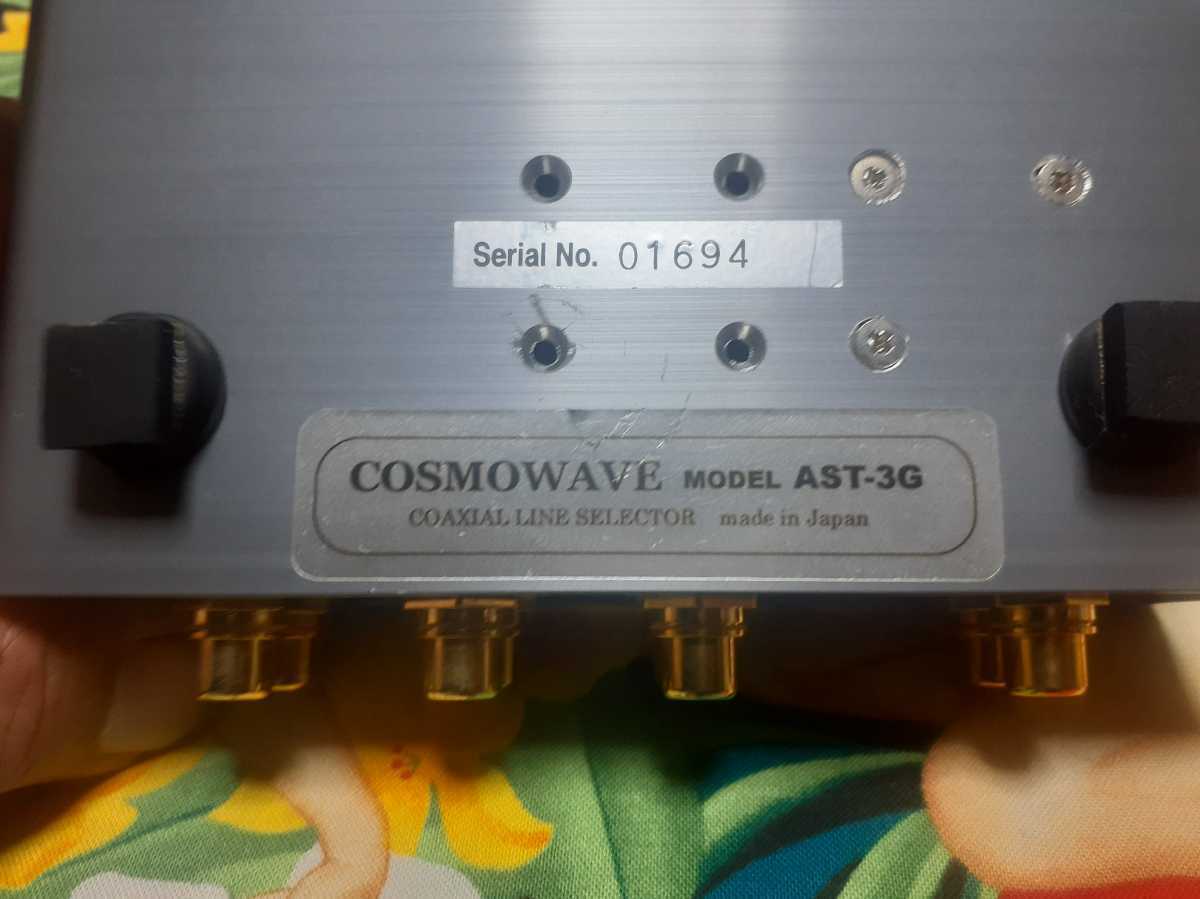 Serial No. 01694
COSMOWAVE MODEL AST-3G
COAXIAL LINE SELECTOR made in Japan